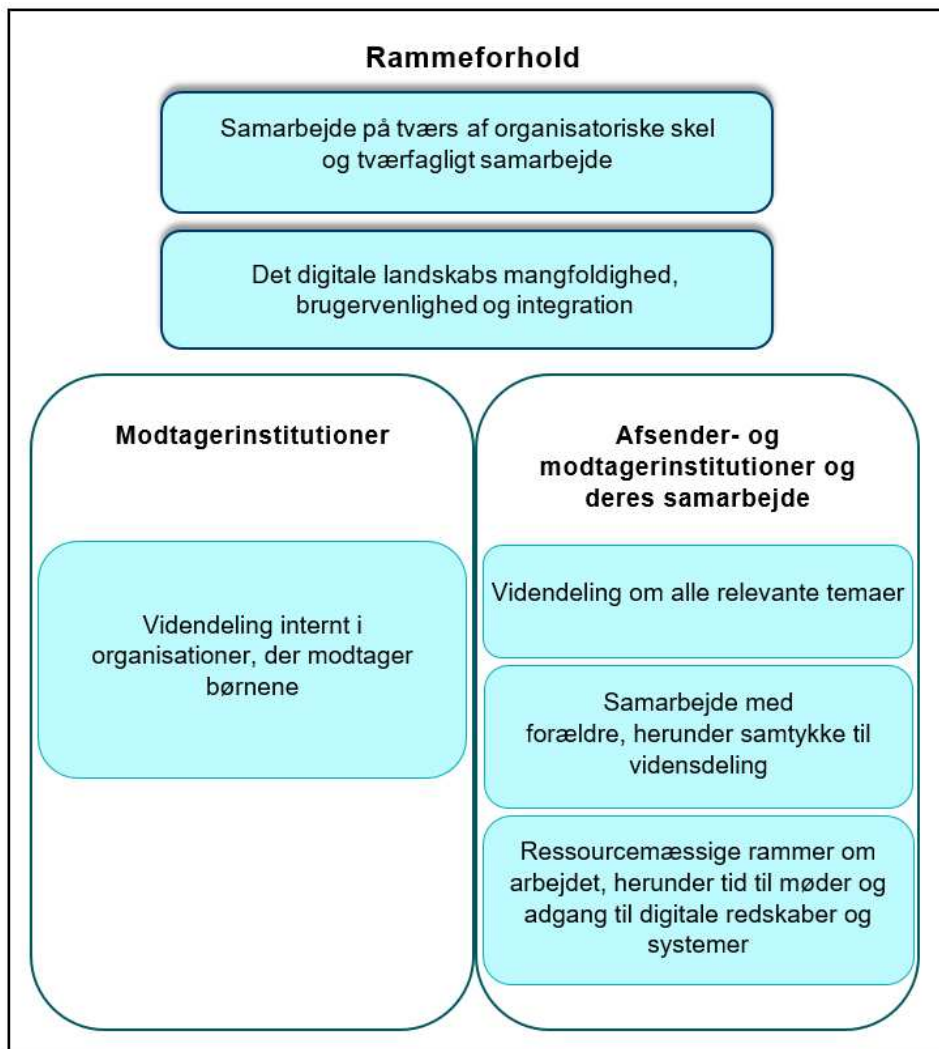 Rammeforhold
Samarbejde på tværs af organisatoriske skel
og tværfagligt samarbejde
Det digitale landskabs mangfoldighed,
brugervenlighed og integration
Modtagerinstitutioner
Videndeling internt i
organisationer, der modtager
børnene
Afsender- og
modtagerinstitutioner og
deres samarbejde
Videndeling om alle relevante temaer
Samarbejde med
forældre, herunder samtykke til
vidensdeling
Ressourcemæssige rammer om
arbejdet, herunder tid til møder og
adgang til digitale redskaber og
systemer